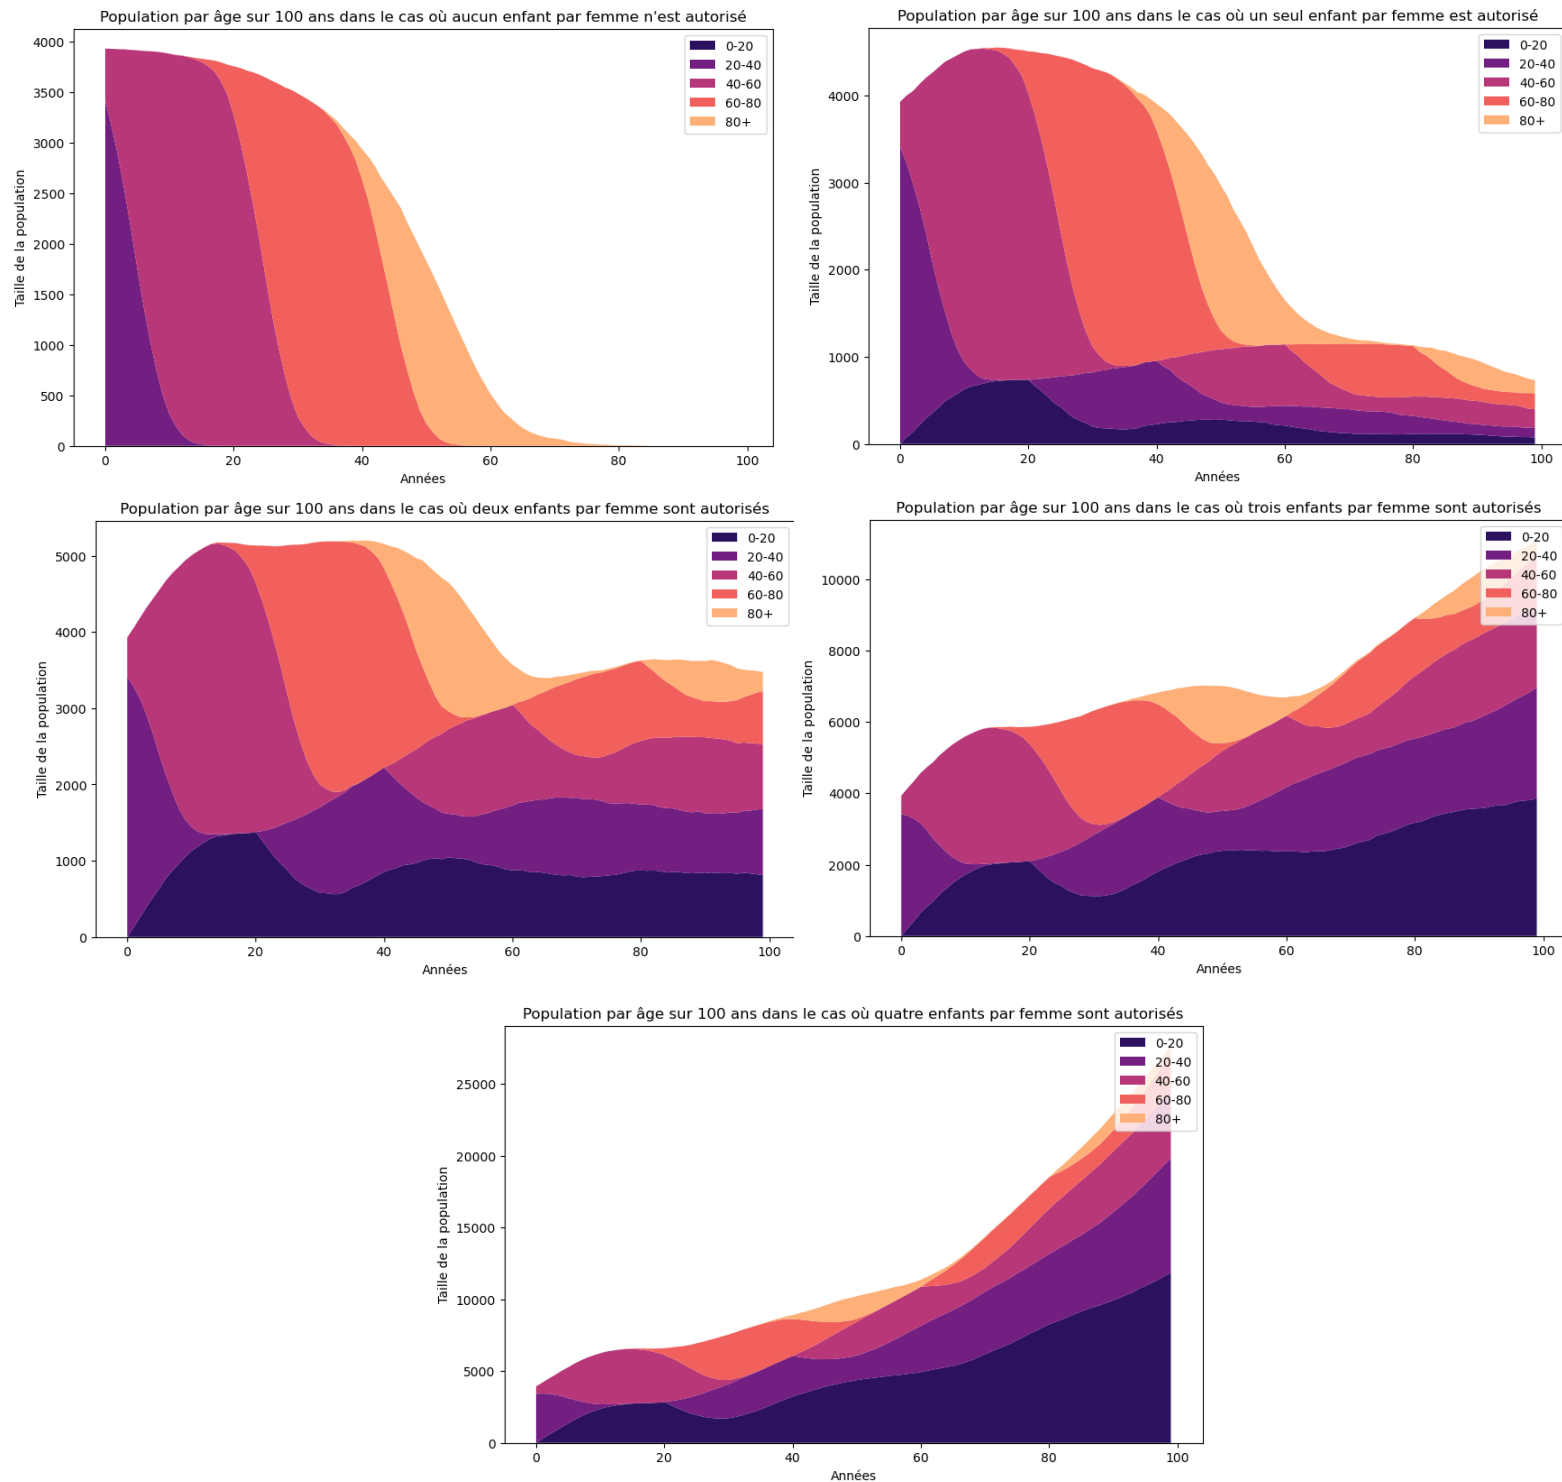 Population par âge sur 100 ans dans le cas où aucun enfant par femme n'est autorisé
4000
3500
3000
2500
2000
1500
1000
500
0
Taille de la population
0 20 40 60 80 100
Années
0-20
20-40
40-60
60-80
80+
Population par âge sur 100 ans dans le cas où un seul enfant par femme est autorisé
4000
3000
2000
1000
0
Taille de la population
0 20 40 60 80 100
Années
0-20
20-40
40-60
60-80
80+
Population par âge sur 100 ans dans le cas où deux enfants par femme sont autorisés
5000
4000
3000
2000
1000
0
Taille de la population
0 20 40 60 80 100
Années
0-20
20-40
40-60
60-80
80+
Population par âge sur 100 ans dans le cas où trois enfants par femme sont autorisés
10000
8000
6000
4000
2000
0
Taille de la population
0 20 40 60 80 100
Années
0-20
20-40
40-60
60-80
80+
Population par âge sur 100 ans dans le cas où quatre enfants par femme sont autorisés
25000
20000
15000
10000
5000
0
Taille de la population
0 20 40 60 80 100
Années
0-20
20-40
40-60
60-80
80+